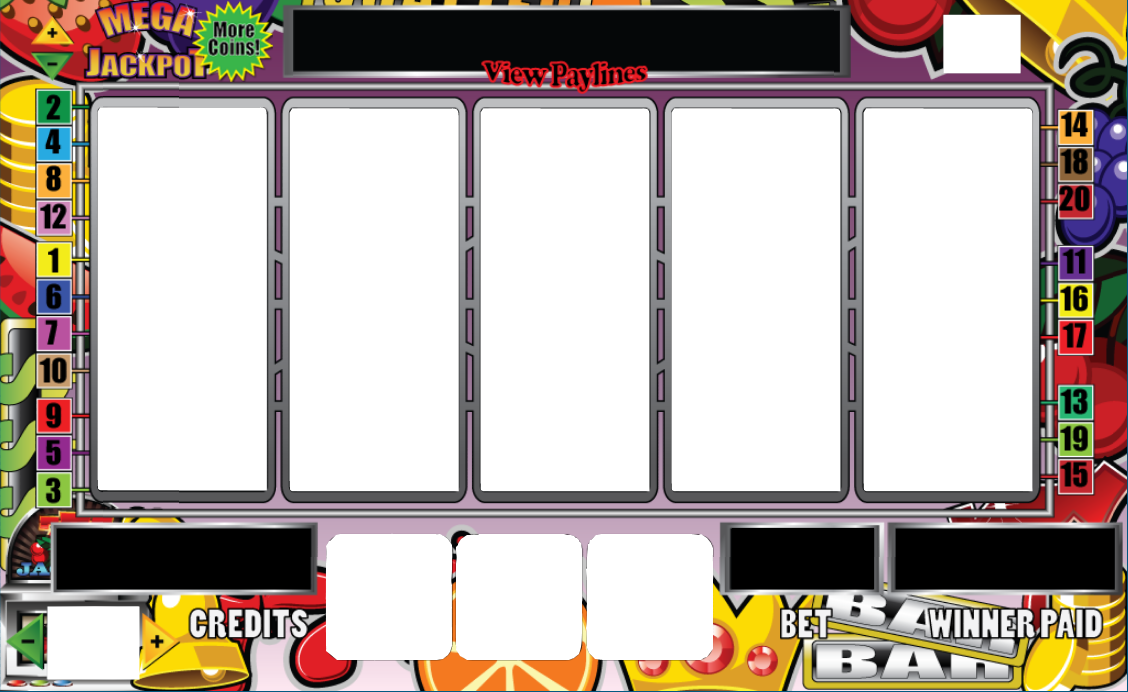 MEGA
JACKPOT
More
Coins!
+
-
View Paylines
2
4
8
12
1
6
7
10
9
5
3
14
18
20
11
16
17
13
19
15
+
-
CREDITS
BET
WINNER PAID
BAR
BAR